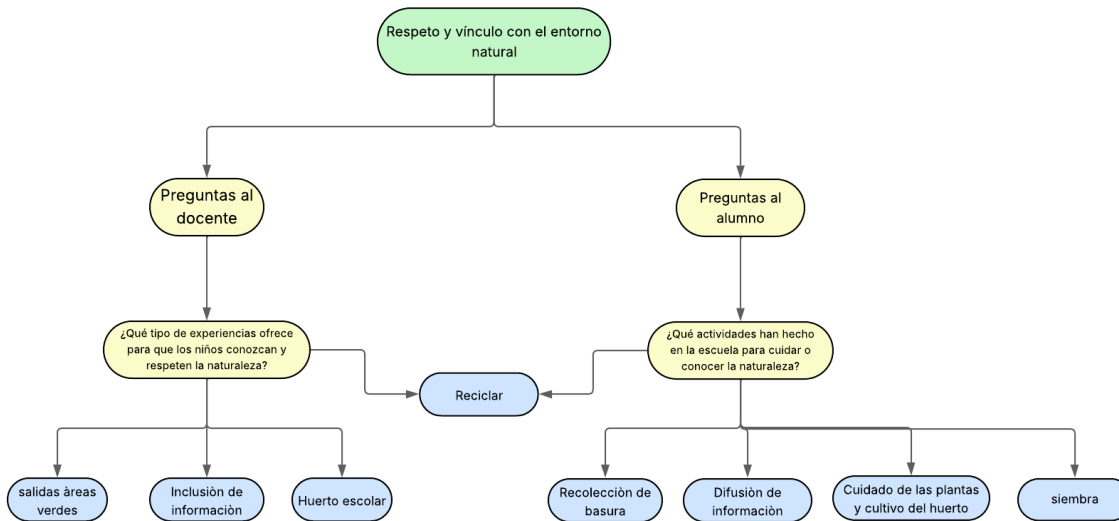 Respeto y vínculo con el entorno
natural
Preguntas al
docente
Preguntas al
alumno
¿Qué tipo de experiencias ofrece
para que los niños conozcan y
respeten la naturaleza?
¿Qué actividades han hecho
en la escuela para cuidar o
conocer la naturaleza?
Reciclar
salidas àreas
verdes
Inclusiòn de
informaciòn
Huerto escolar
Recolecciòn de
basura
Difusiòn de
informaciòn
Cuidado de las plantas
y cultivo del huerto
siembra